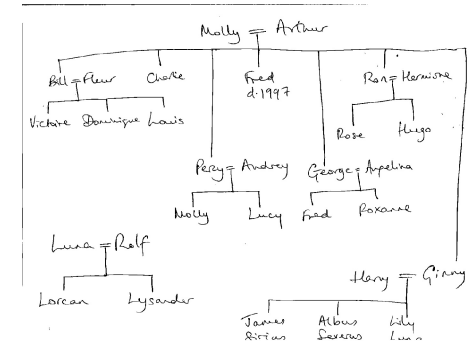 Molly = Arthur
Bill = Fleur Charlie Fred Ron = Hermione
d. 1997
Victoire Dominique Louis
Rose Hugo
Percy = Audrey George = Angelina
Molly Lucy Fred Roxanne
Luna = Rolf
Harry = Ginny
Lorcan Lysander
James Albus Lily
Sirius Severus Luna